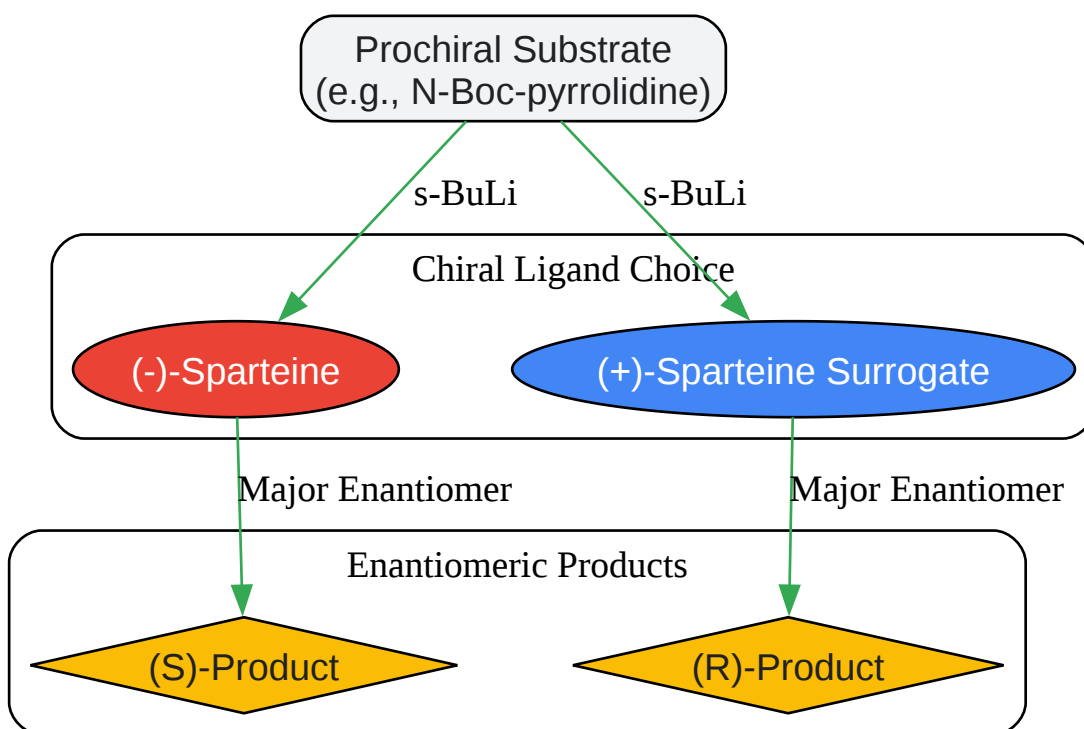 Prochiral Substrate
(e.g., N-Boc-pyrrolidine)
s-BuLi
s-BuLi
Chiral Ligand Choice
(-)-Sparteine
(+)-Sparteine Surrogate
Major Enantiomer
Major Enantiomer
Enantiomeric Products
(S)-Product
(R)-Product